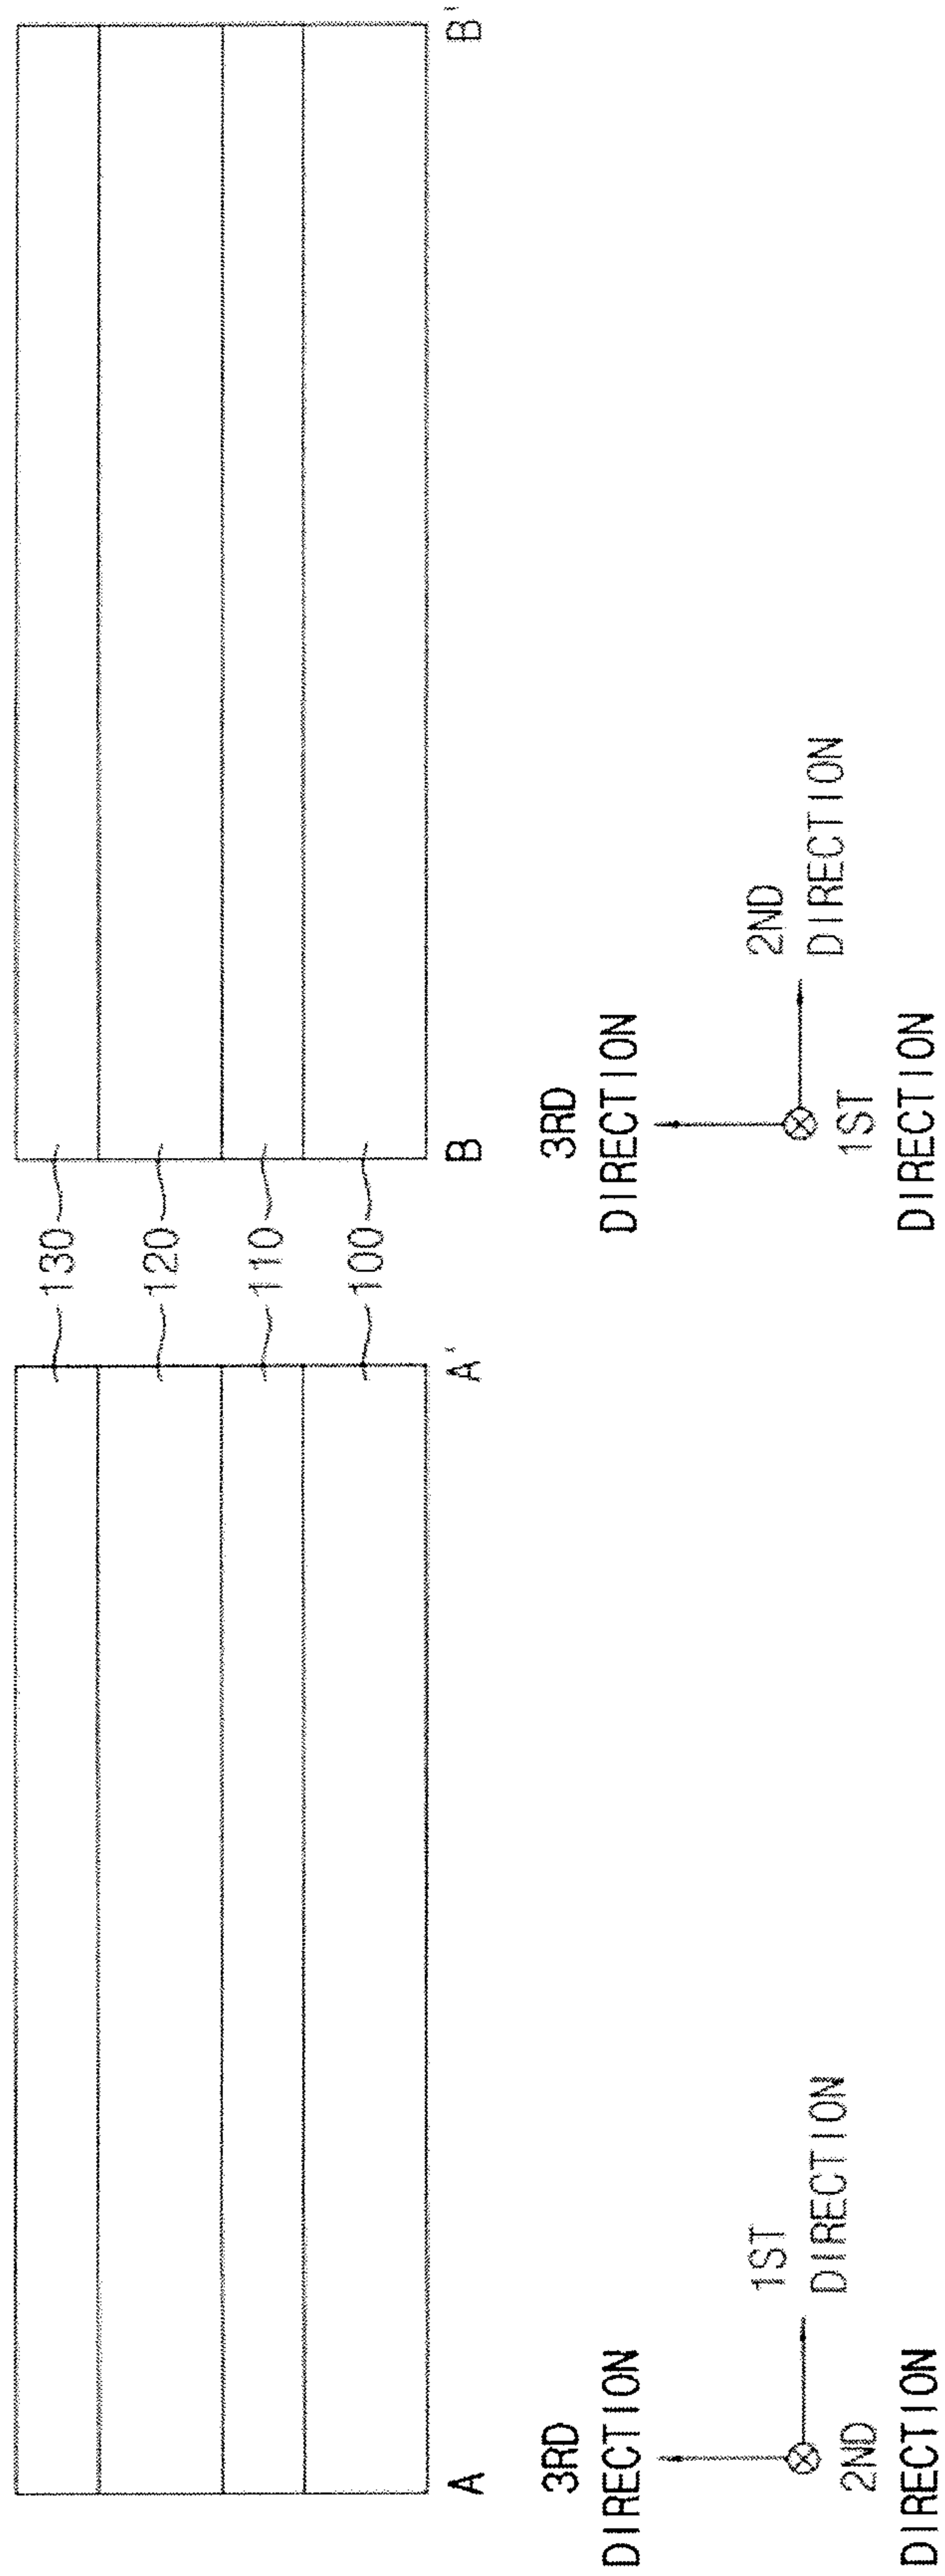 130
120
110
100
A
A'
B
B'
3RD
DIRECTION
1ST
DIRECTION
2ND
DIRECTION
3RD
DIRECTION
2ND
DIRECTION
1ST
DIRECTION